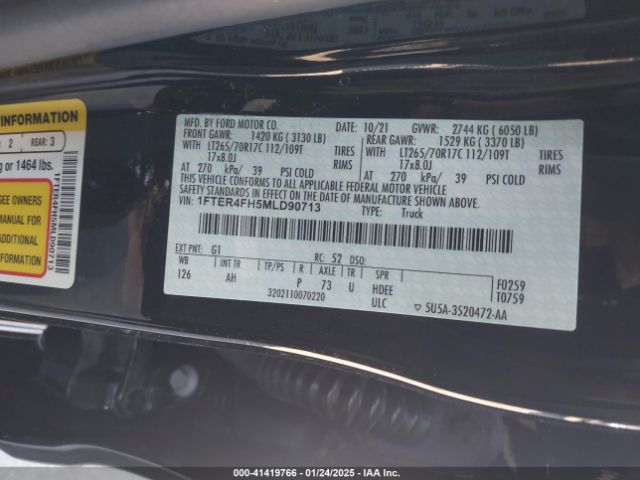 INFORMATION
2 REAR: 3
or 1464 lbs.
SEE OWNERS
MANUAL FOR
ADDITIONAL
INFORMATION
1FTER4FH5MLD90713
MFD. BY FORD MOTOR CO. DATE: 10/21 GVWR: 2744 KG ( 6050 LB)
FRONT GAWR: 1420 KG ( 3130 LB) REAR GAWR: 1529 KG ( 3370 LB)
WITH LT265/70R17C 112/109T TIRES WITH LT265/70R17C 112/109T TIRES
17x8.0J RIMS 17x8.0J RIMS
AT 270 kPa/ 39 PSI COLD AT 270 kPa/ 39 PSI COLD
THIS VEHICLE CONFORMS TO ALL APPLICABLE FEDERAL MOTOR VEHICLE
SAFETY STANDARDS IN EFFECT ON THE DATE OF MANUFACTURE SHOWN ABOVE.
VIN: 1FTER4FH5MLD90713 TYPE: Truck
EXT PNT: G1 RC: 52 DSO:
WB INT TR TP/PS R AXLE TR SPR F0259
126 AH P 73 U HDEE T0759
3202110070220 ULC ▽ 5U5A-3520472-AA
000-41419766 — 01/24/2025 — IAA Inc.